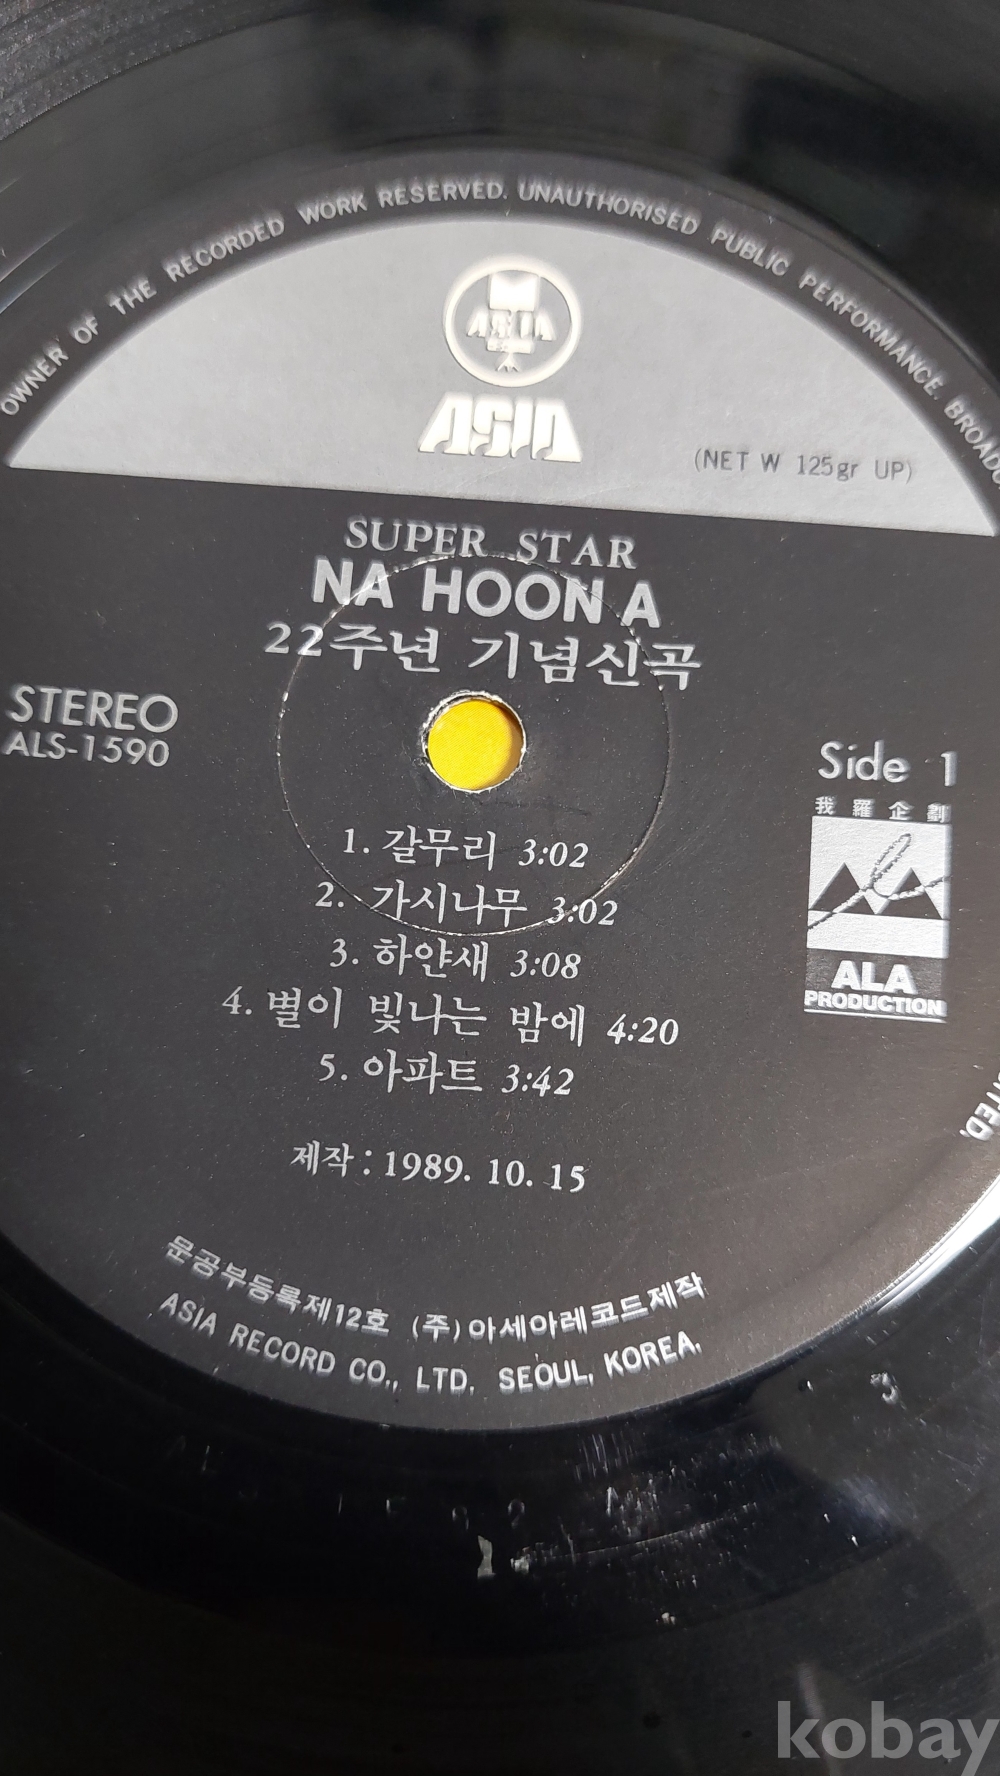 OWNER OF THE RECORDED WORK RESERVED. UNAUTHORISED PUBLIC PERFORMANCE. BROADC
ASIA
ASIA
(NET W 125gr UP)
SUPER STAR
NA HOON A
22주년 기념신곡
STEREO
ALS-1590
Side 1
我羅企劃
ALA
PRODUCTION
1. 갈무리 3:02
2. 가시나무 3:02
3. 하얀새 3:08
4. 별이 빛나는 밤에 4:20
5. 아파트 3:42
제작 : 1989. 10. 15
문공부등록제12호 (주)아세아레코드제작
ASIA RECORD CO., LTD. SEOUL, KOREA.
kobay